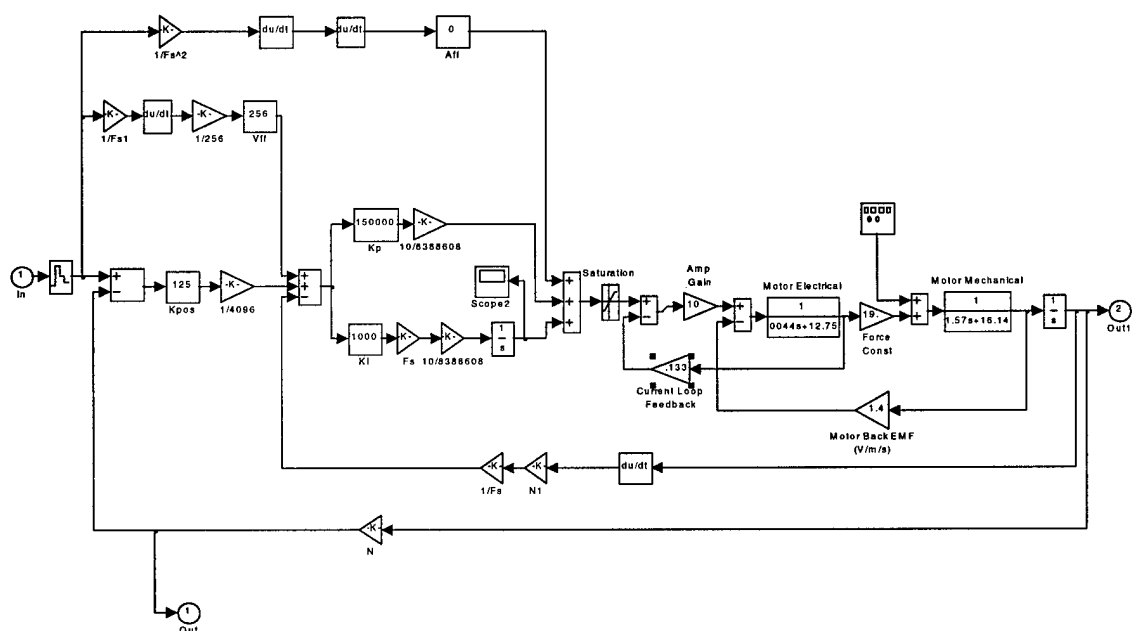 -K-
1/Fs^2
du/dt
du/dt
0
Aff
-K-
1/Fs1
du/dt
-K-
1/256
256
Vff
1
In
+
−
125
Kpos
-K-
1/4096
+
+
−
150000
Kp
-K-
10/8388608
Scope2
1000
KI
-K-
Fs
-K-
10/8386608
1
s
+
+
+
Saturation
+
−
Amp
Gain
10
+
−
Motor Electrical
1
0044s+12.75
19.
Force
Const
+
+
Motor Mechanical
1
1.57s+16.14
1
s
2
Out1
.133
Current Loop
Feedback
1.4
Motor Back EMF
(V/m/s)
-K-
1/Fs
-K-
N1
du/dt
-K-
N
1
Out